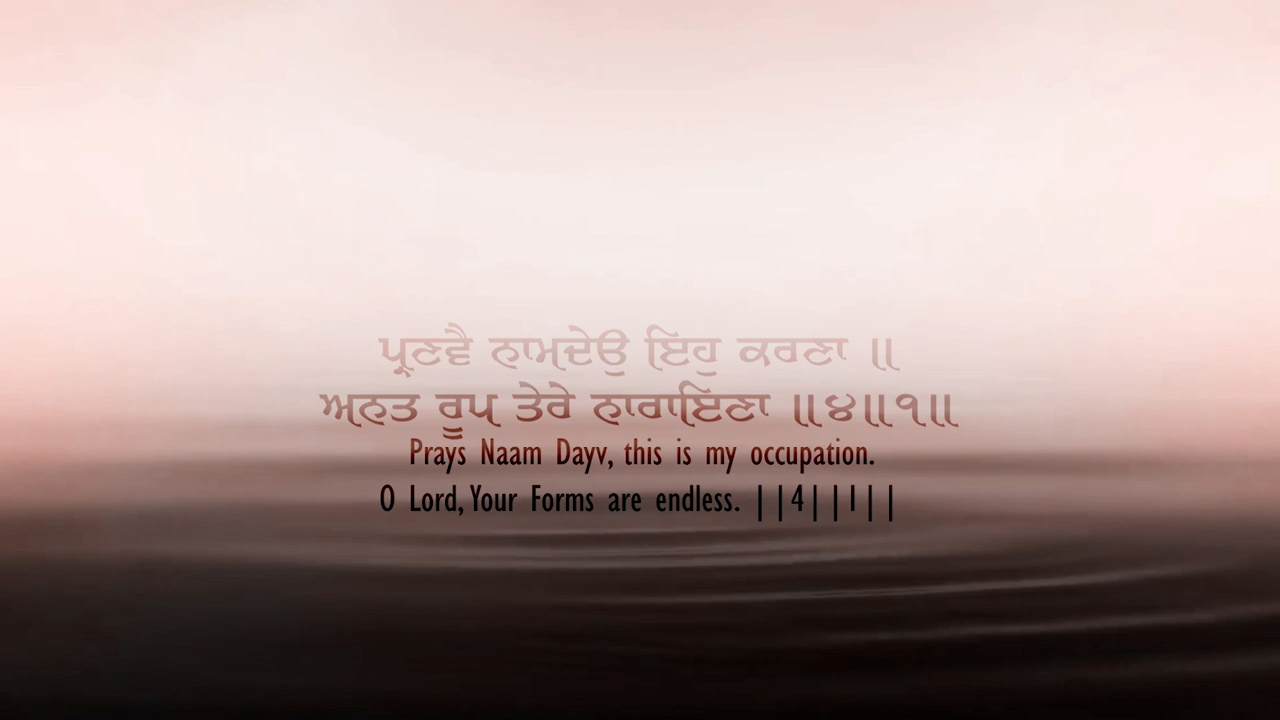 ਪ੍ਰਣਵੈ ਨਾਮਦੇਉ ਇਹੁ ਕਰਣਾ ॥
ਅਨਤ ਰੂਪ ਤੇਰੇ ਨਾਰਾਇਣਾ ॥੪॥੧॥
Prays Naam Dayv, this is my occupation.
O Lord, Your Forms are endless. ||4||1||